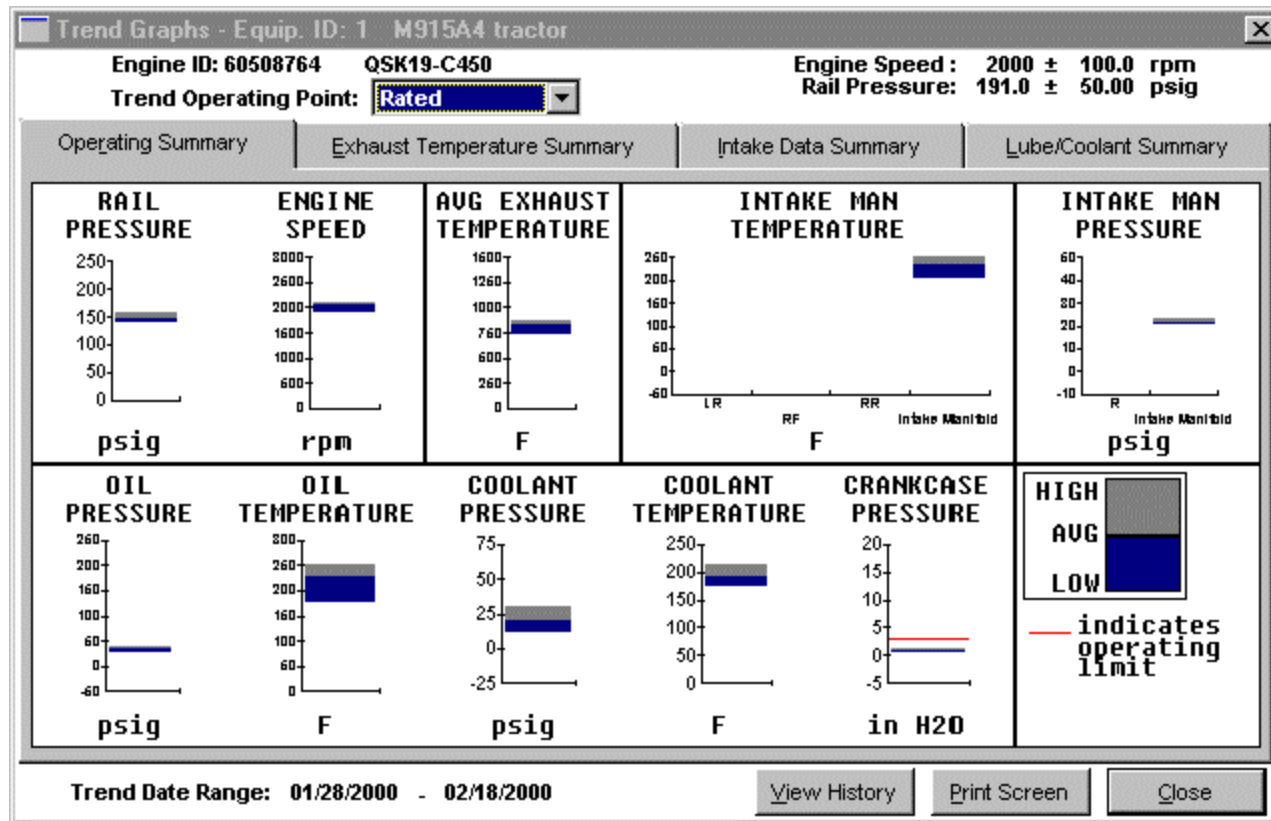 Trend Graphs - Equip. ID: 1 M915A4 tractor
Engine ID: 60508764 QSK19-C450
Engine Speed : 2000 ± 100.0 rpm
Trend Operating Point: Rated
Rail Pressure: 191.0 ± 50.00 psig
Operating Summary
Exhaust Temperature Summary
Intake Data Summary
Lube/Coolant Summary
RAIL
PRESSURE
250
200
150
100
50
0
psig
ENGINE
SPEED
3000
2600
2000
1600
1000
600
0
rpm
AVG EXHAUST
TEMPERATURE
1600
1260
1000
760
600
260
0
F
INTAKE MAN
TEMPERATURE
260
200
160
100
60
0
-60
LR
RF
RR
Intake Manifold
F
INTAKE MAN
PRESSURE
60
40
30
20
10
0
-10
R
Intake Manifold
psig
OIL
PRESSURE
260
200
160
100
60
0
-60
psig
OIL
TEMPERATURE
300
260
200
160
100
60
0
F
COOLANT
PRESSURE
75
50
25
0
-25
psig
COOLANT
TEMPERATURE
250
200
150
100
50
0
F
CRANKCASE
PRESSURE
20
15
10
5
0
-5
in H2O
HIGH
AVG
LOW
indicates
operating
limit
Trend Date Range: 01/28/2000 - 02/18/2000
View History
Print Screen
Close